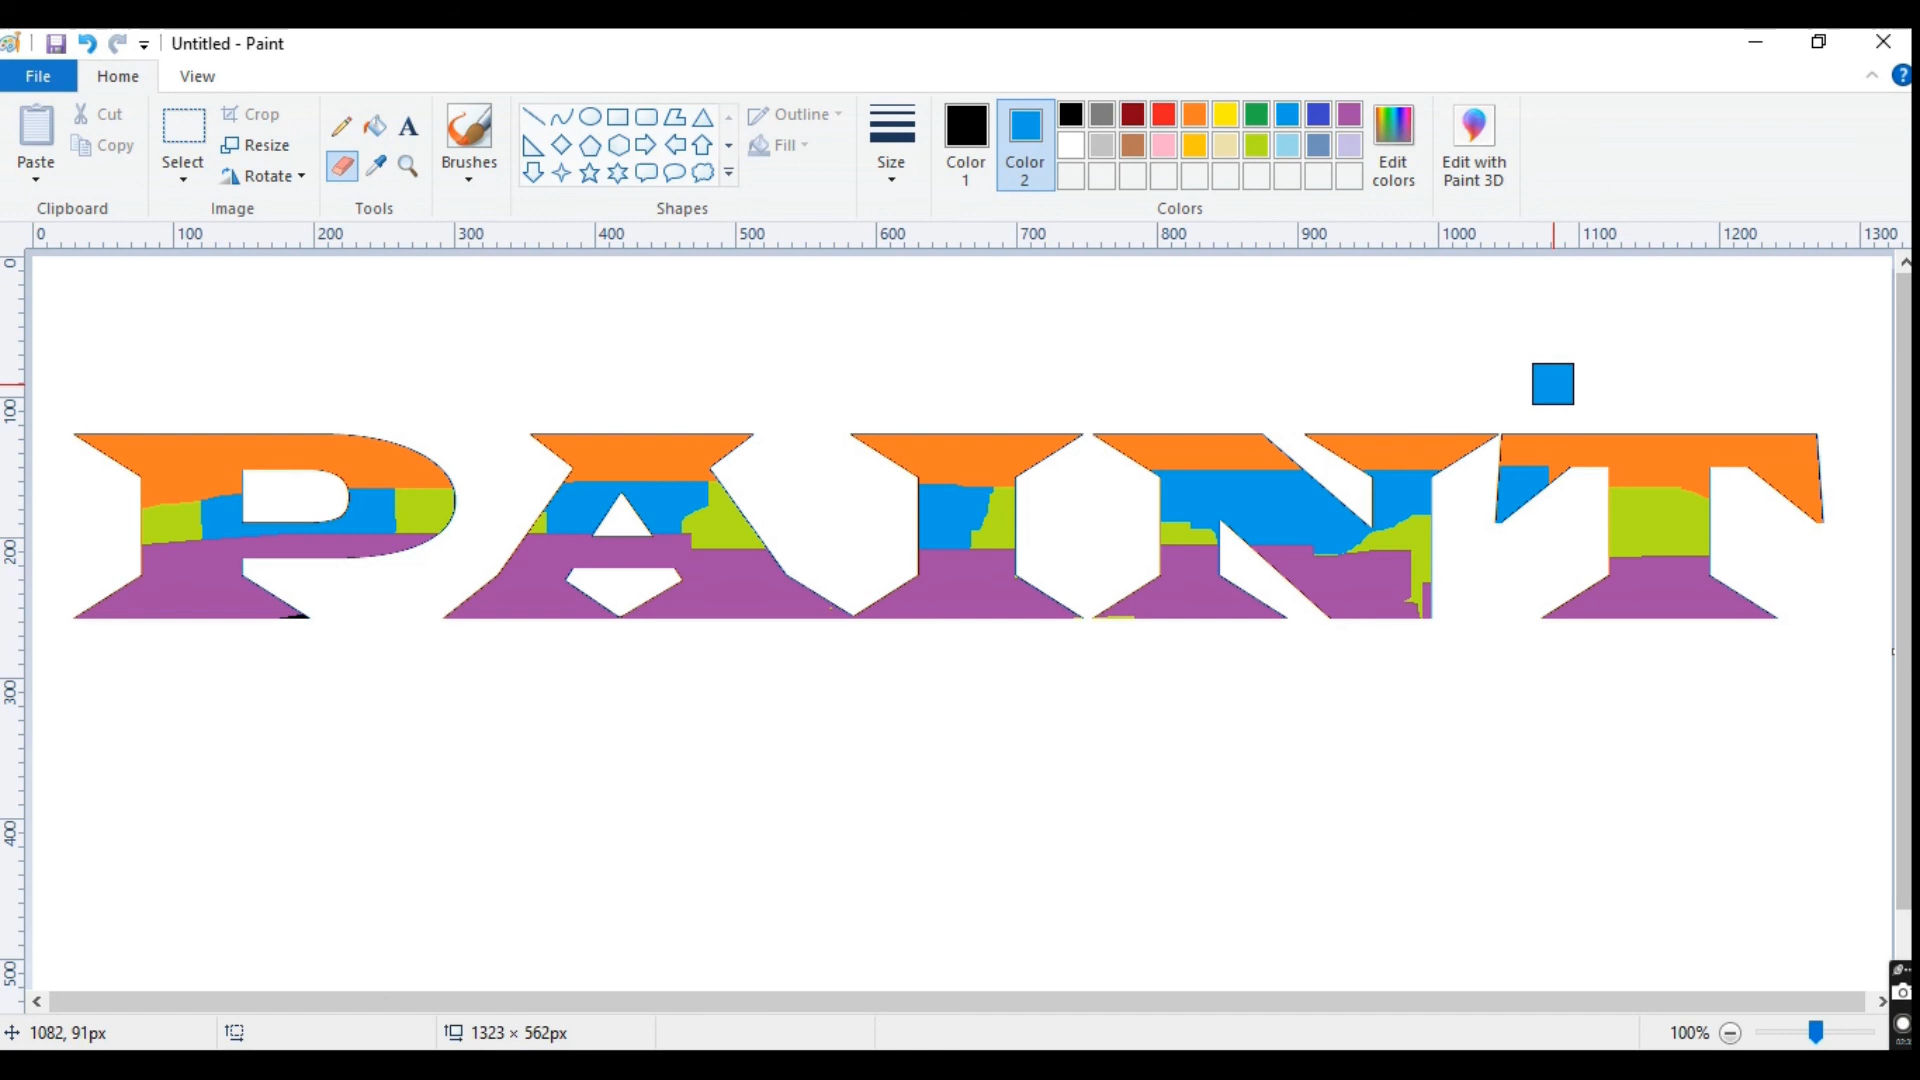 Untitled - Paint
File Home View
Paste
Cut
Copy
Clipboard
Select
Crop
Resize
Rotate
Image
Tools
Brushes
Outline
Fill
Shapes
Size
Color 1
Color 2
Edit colors
Colors
Edit with Paint 3D
0 100 200 300 400 500 600 700 800 900 1000 1100 1200 1300
0
100
200
300
400
500
PAINT
1082, 91px
1323 × 562px
100%